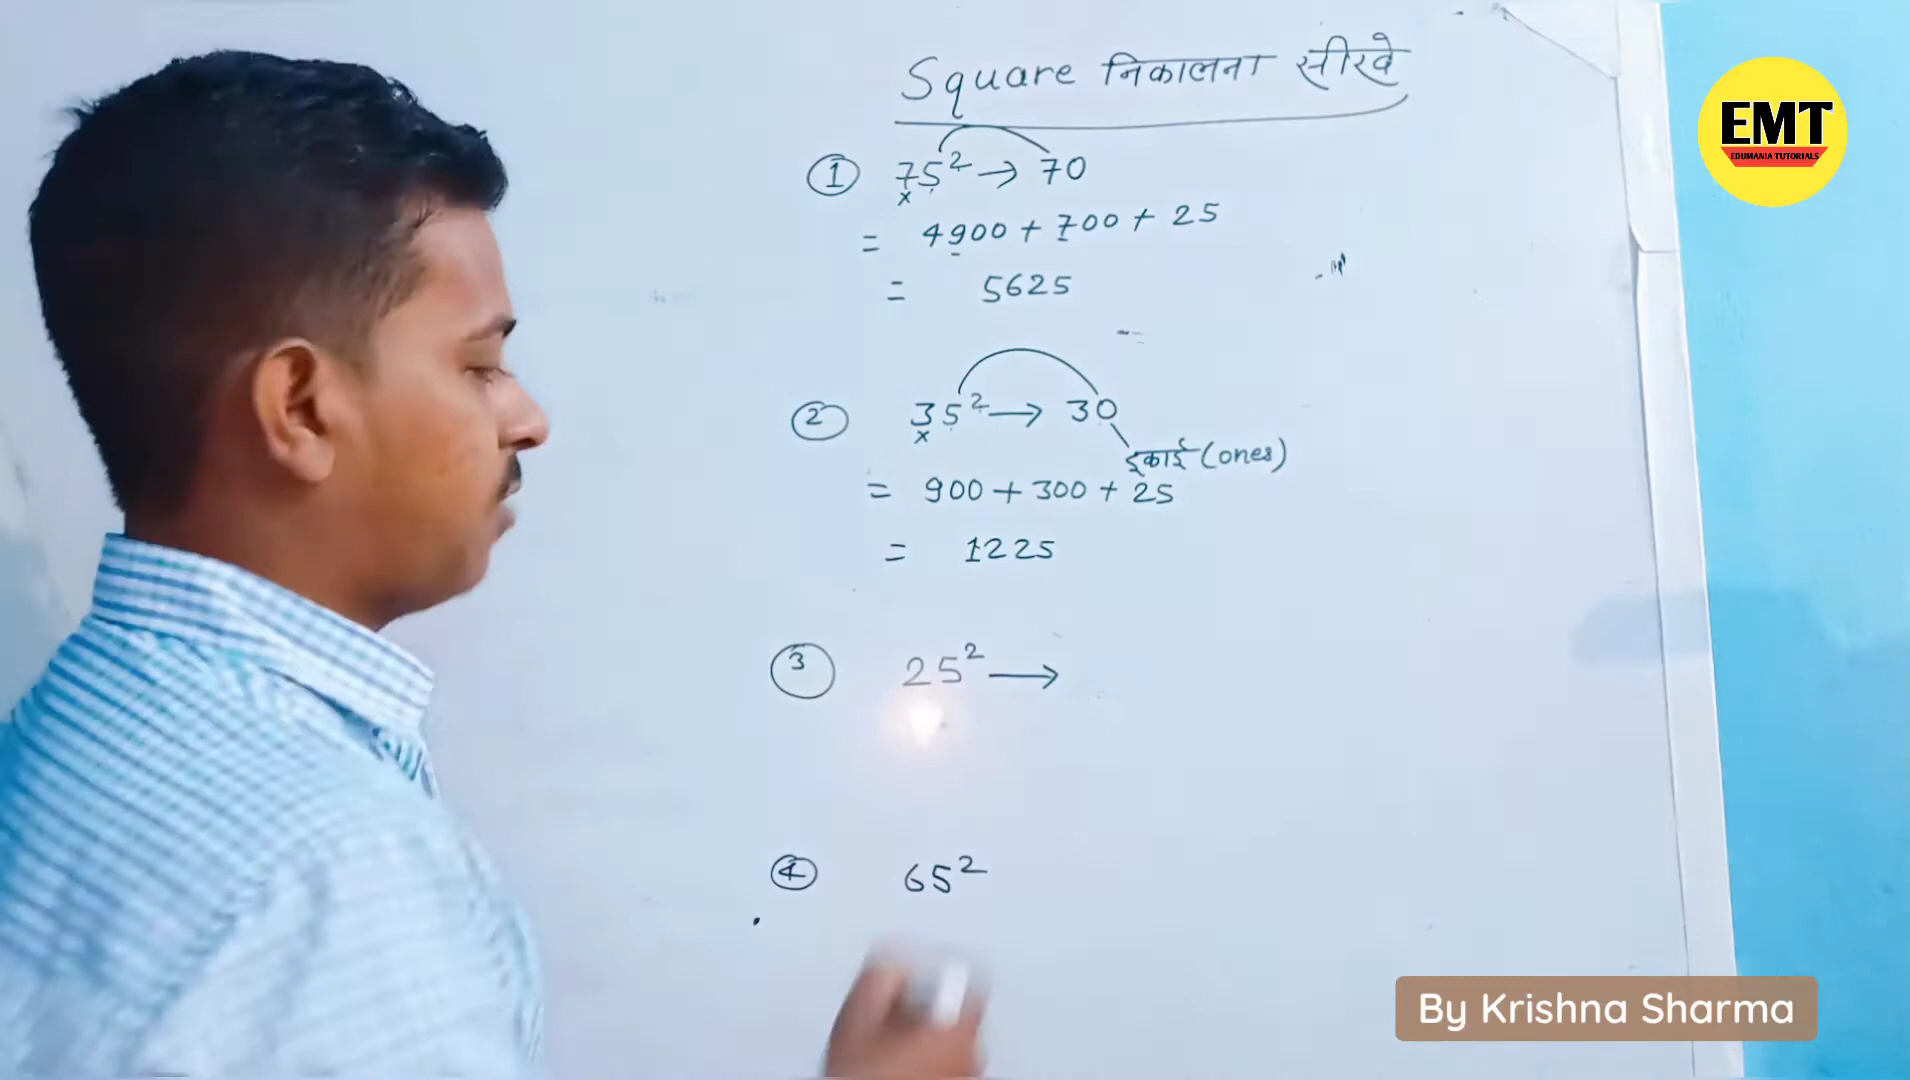 Square निकालना सीखे
① 75² → 70
= 4900 + 700 + 25
= 5625
② 35² → 30
इकाई (ones)
= 900 + 300 + 25
= 1225
③ 25² →
④ 65²
EMT
EDUMANIA TUTORIALS
By Krishna Sharma